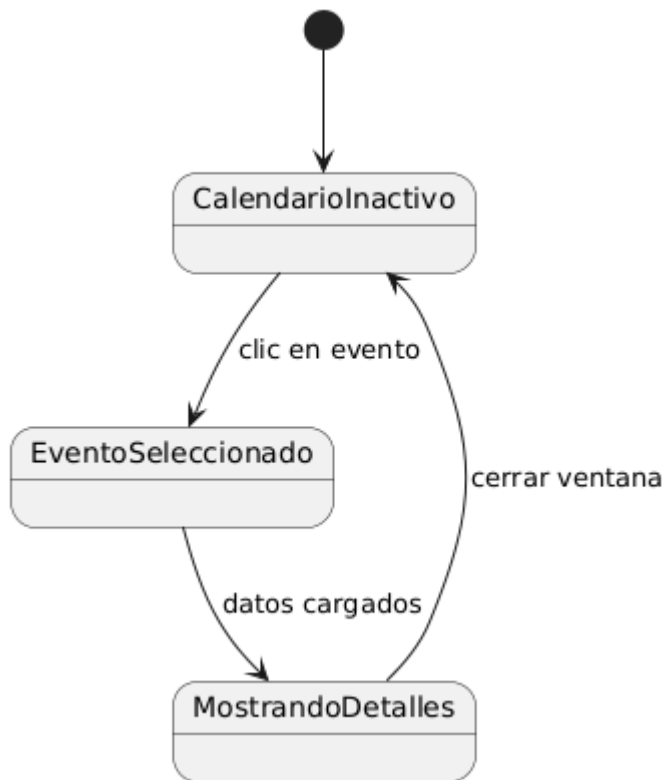 CalendarioInactivo
clic en evento
EventoSeleccionado
cerrar ventana
datos cargados
MostrandoDetalles